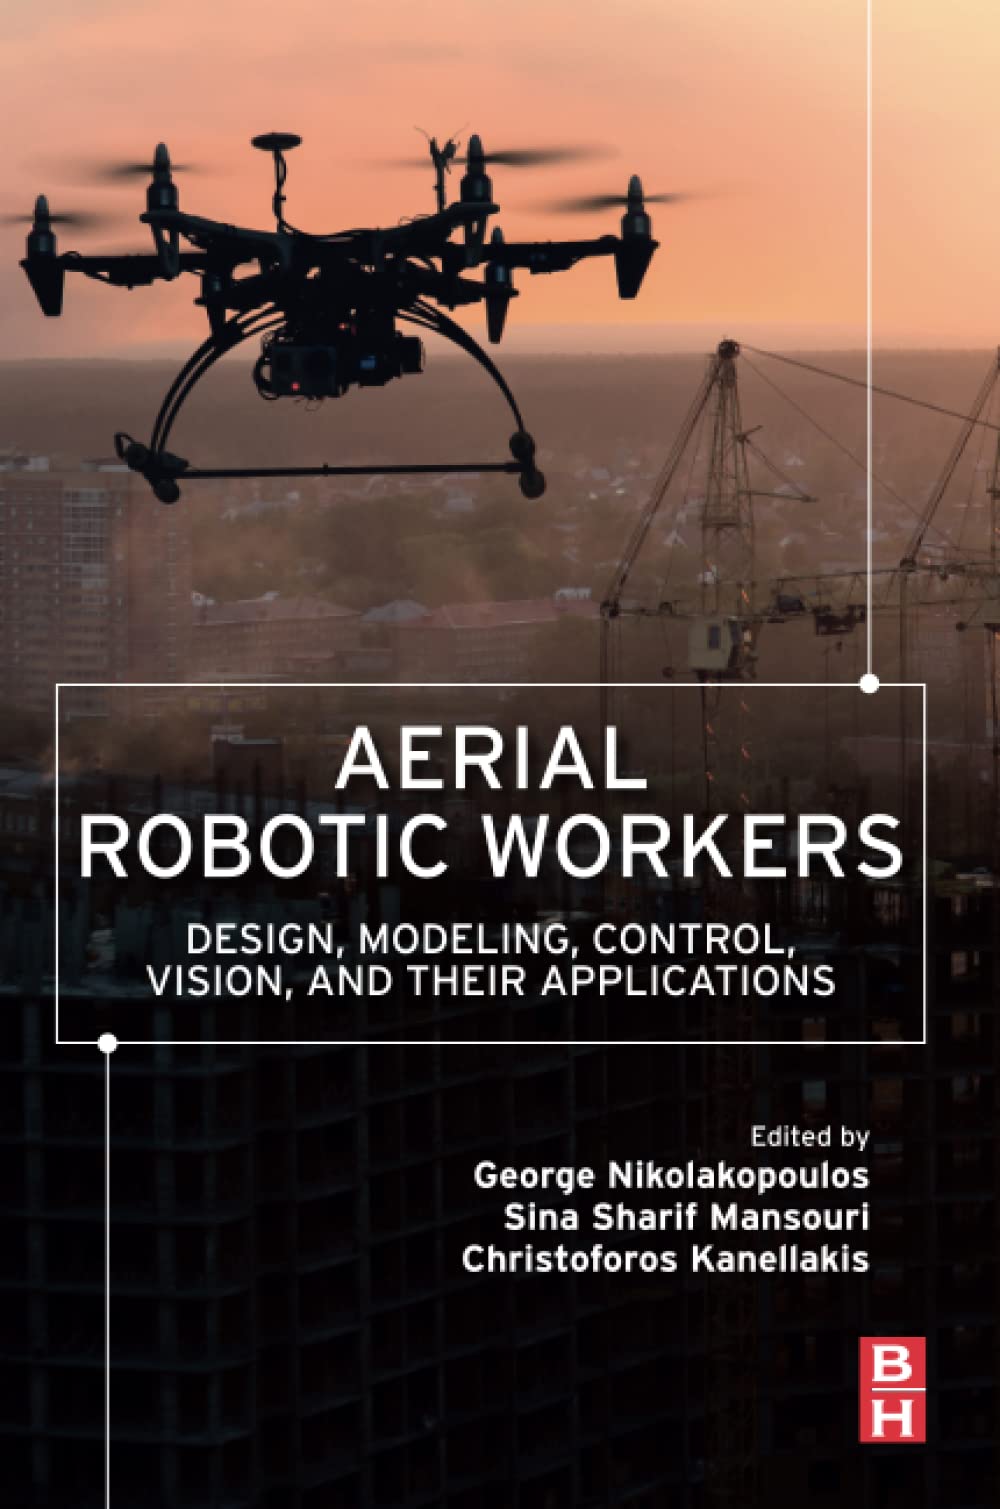 AERIAL
ROBOTIC WORKERS
DESIGN, MODELING, CONTROL,
VISION, AND THEIR APPLICATIONS
Edited by
George Nikolakopoulos
Sina Sharif Mansouri
Christoforos Kanellakis
B
H